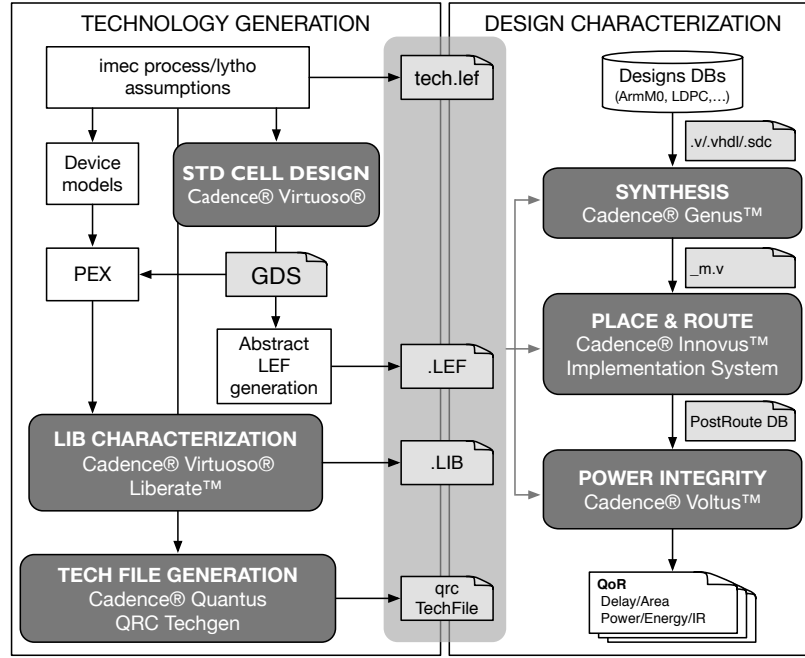 TECHNOLOGY GENERATION
imec process/lytho
assumptions
Device
models
STD CELL DESIGN
Cadence® Virtuoso®
PEX
GDS
Abstract
LEF
generation
LIB CHARACTERIZATION
Cadence® Virtuoso®
Liberate™
TECH FILE GENERATION
Cadence® Quantus
QRC Techgen
tech.lef
.LEF
.LIB
qrc
TechFile
DESIGN CHARACTERIZATION
Designs DBs
(ArmM0, LDPC,…)
.v/.vhdl/.sdc
SYNTHESIS
Cadence® Genus™
_m.v
PLACE & ROUTE
Cadence® Innovus™
Implementation System
PostRoute DB
POWER INTEGRITY
Cadence® Voltus™
QoR
Delay/Area
Power/Energy/IR